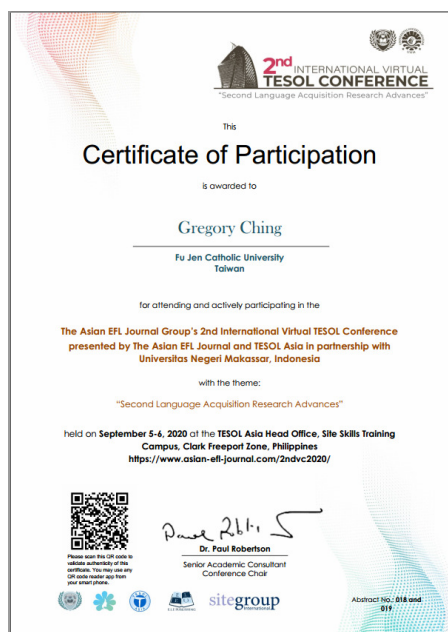 2nd INTERNATIONAL VIRTUAL
TESOL CONFERENCE
"Second Language Acquisition Research Advances"
This
Certificate of Participation
is awarded to
Gregory Ching
Fu Jen Catholic University
Taiwan
for attending and actively participating in the
The Asian EFL Journal Group's 2nd International Virtual TESOL Conference
presented by The Asian EFL Journal and TESOL Asia in partnership with
Universitas Negeri Makassar, Indonesia
with the theme:
"Second Language Acquisition Research Advances"
held on September 5-6, 2020 at the TESOL Asia Head Office, Site Skills Training
Campus, Clark Freeport Zone, Philippines
https://www.asian-efl-journal.com/2ndvc2020/
Please scan this QR code to
validate authenticity of this
certificate. You may use any
QR code reader app from
your smart phone.
Dr. Paul Robertson
Senior Academic Consultant
Conference Chair
sitegroup
International
Abstract No.: 018 and
019